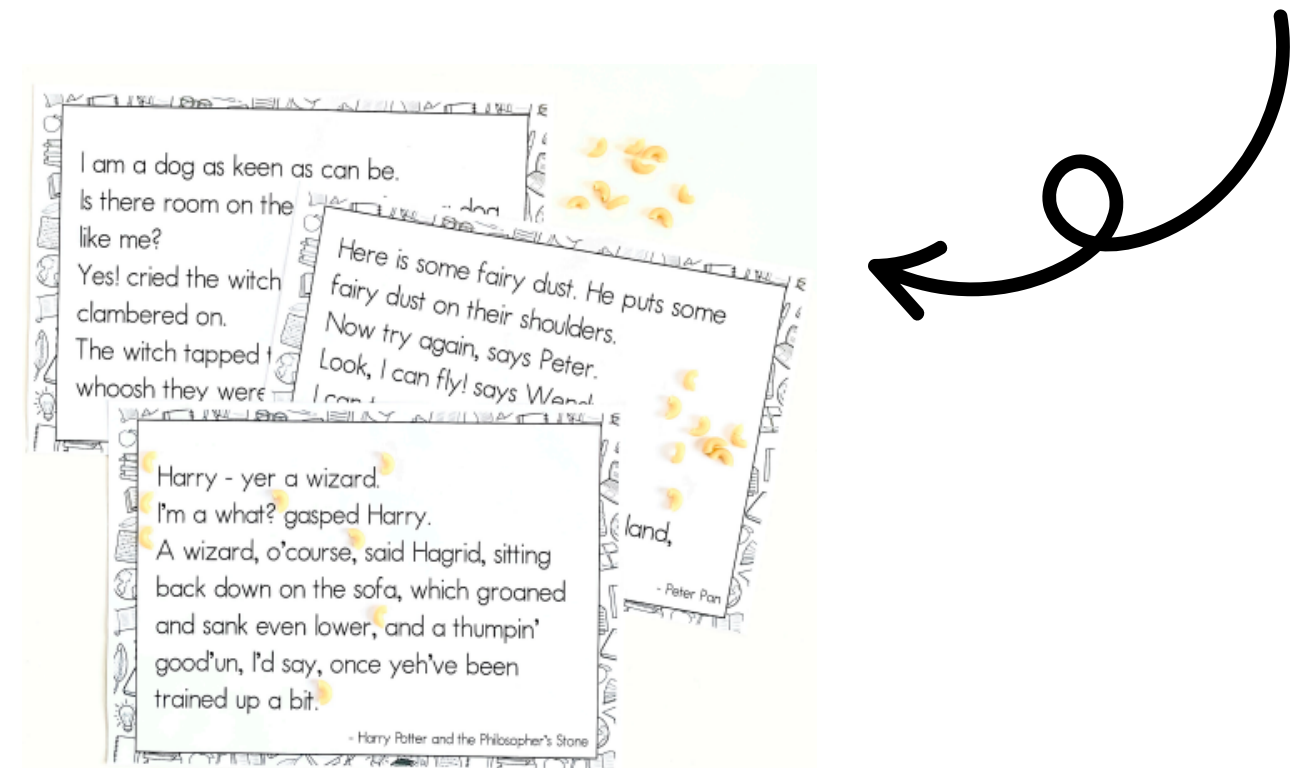 I am a dog as keen as can be.
Is there room on the dog
like me?
Yes! cried the witch
clambered on.
The witch tapped
whoosh they were
Here is some fairy dust. He puts some
fairy dust on their shoulders.
Now try again, says Peter.
Look, I can fly! says
I can
land,
- Peter Pan
Harry - yer a wizard.
I'm a what? gasped Harry.
A wizard, o'course, said Hagrid, sitting
back down on the sofa, which groaned
and sank even lower, and a thumpin'
good'un, I'd say, once yeh've been
trained up a bit.
- Harry Potter and the Philosopher's Stone